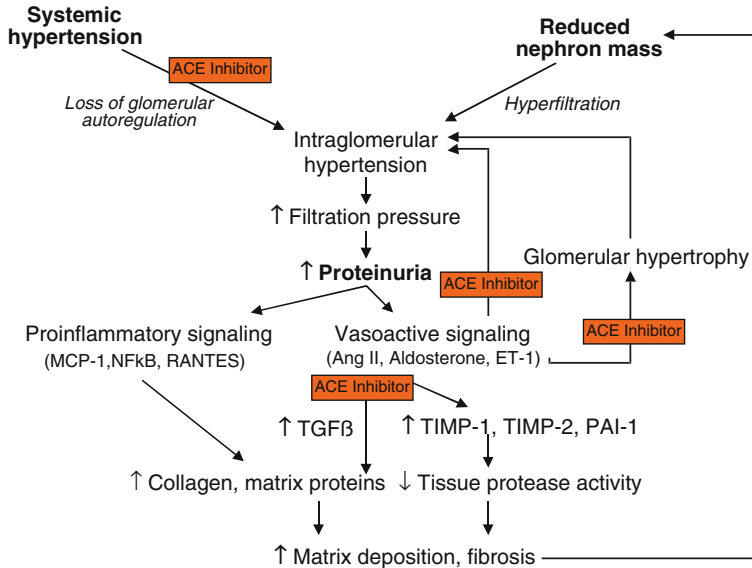 Systemic
hypertension
Reduced
nephron mass
ACE Inhibitor
Loss of glomerular
autoregulation
Hyperfiltration
Intraglomerular
hypertension
↑ Filtration pressure
↑ Proteinuria
Glomerular hypertrophy
ACE Inhibitor
ACE Inhibitor
Proinflammatory signaling
(MCP-1,NFkB, RANTES)
Vasoactive signaling
(Ang II, Aldosterone, ET-1)
ACE Inhibitor
↑ TGFß
↑ TIMP-1, TIMP-2, PAI-1
↑ Collagen, matrix proteins
↓ Tissue protease activity
↑ Matrix deposition, fibrosis